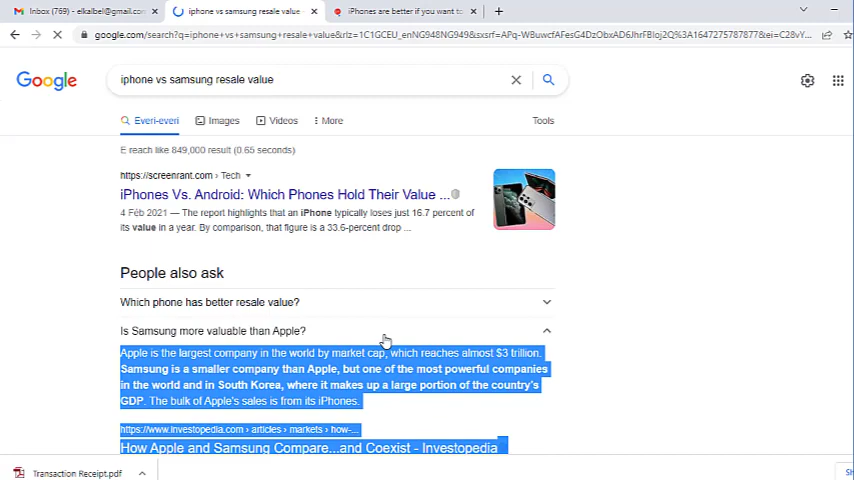 Inbox (769) - elkalbel@gmail.com
iphone vs samsung resale value -
iPhones are better if you want to
google.com/search?q=iphone+vs+samsung+resale+value&rlz=1C1GCEU_enNG948NG949&sxsrf=APq-WBuwcfAFesG4DzObxAD6JhrFBIoj2Q%3A1647275787877&ei=C28vY...
Google
iphone vs samsung resale value
Everi-everi
Images
Videos
More
Tools
E reach like 849,000 result (0.65 seconds)
https://screenrant.com › Tech
iPhones Vs. Android: Which Phones Hold Their Value ...
4 Feb 2021 — The report highlights that an iPhone typically loses just 16.7 percent of
its value in a year. By comparison, that figure is a 33.6-percent drop ...
People also ask
Which phone has better resale value?
Is Samsung more valuable than Apple?
Apple is the largest company in the world by market cap, which reaches almost $3 trillion.
Samsung is a smaller company than Apple, but one of the most powerful companies
in the world and in South Korea, where it makes up a large portion of the country's
GDP. The bulk of Apple's sales is from its iPhones.
https://www.investopedia.com › articles › markets › how-...
How Apple and Samsung Compare...and Coexist - Investopedia
Transaction Receipt.pdf
Sh